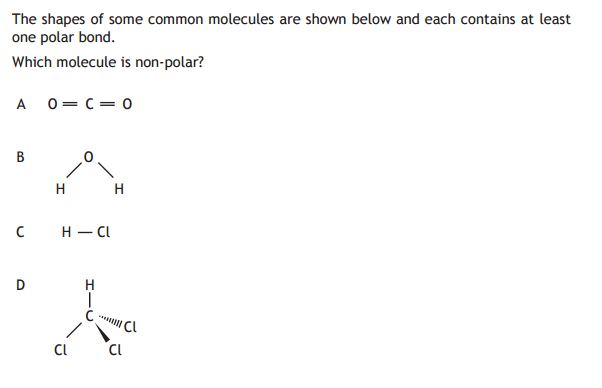 The shapes of some common molecules are shown below and each contains at least
one polar bond.
Which molecule is non-polar?
A O = C = O
B O
H H
C H — Cl
D H
C Cl
Cl Cl